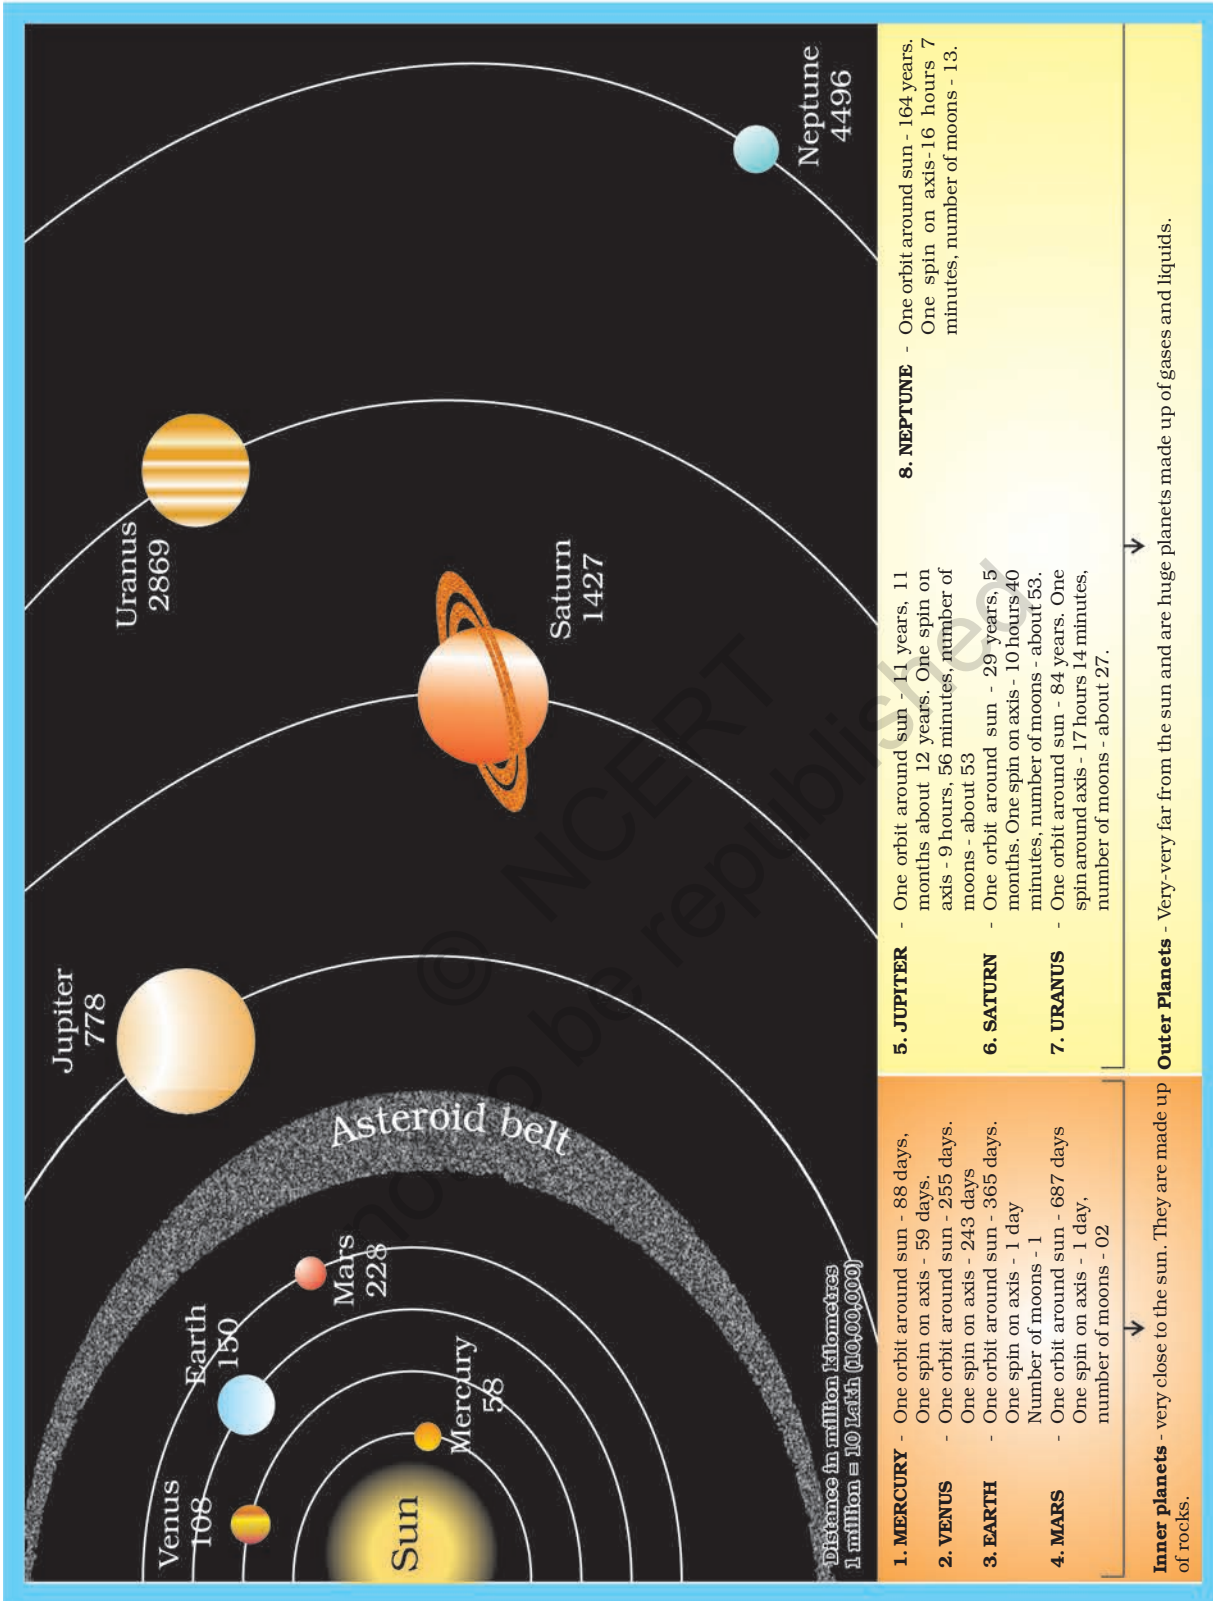 Sun
Mercury
58
Venus
108
Earth
150
Mars
228
Asteroid belt
Jupiter
778
Saturn
1427
Uranus
2869
Neptune
4496
Distance in million kilometres
1 million = 10 Lakh (10,00,000)
1. MERCURY - One orbit around sun - 88 days,
One spin on axis - 59 days.
2. VENUS - One orbit around sun - 255 days.
One spin on axis - 243 days
3. EARTH - One orbit around sun - 365 days.
One spin on axis - 1 day
Number of moons - 1
4. MARS - One orbit around sun - 687 days
One spin on axis - 1 day,
number of moons - 02
Inner planets - very close to the sun. They are made up
of rocks.
5. JUPITER - One orbit around sun - 11 years, 11
months about 12 years. One spin on
axis - 9 hours, 56 minutes, number of
moons - about 53
6. SATURN - One orbit around sun - 29 years, 5
months. One spin on axis - 10 hours 40
minutes, number of moons - about 53.
7. URANUS - One orbit around sun - 84 years. One
spin around axis - 17 hours 14 minutes,
number of moons - about 27.
8. NEPTUNE - One orbit around sun - 164 years.
One spin on axis-16 hours 7
minutes, number of moons - 13.
Outer Planets - Very-very far from the sun and are huge planets made up of gases and liquids.
© NCERT
not to be republished